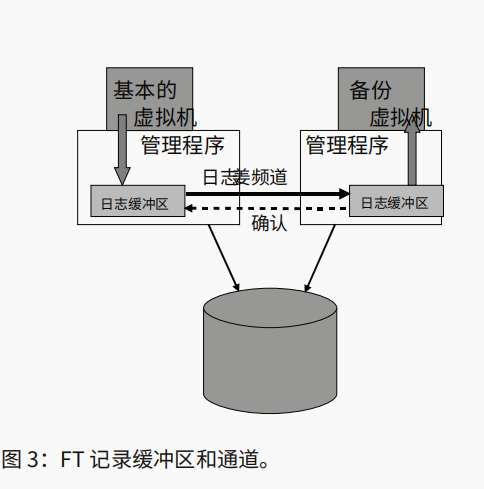 基本的
虚拟机
备份
虚拟机
管理程序
管理程序
日志姜频道
日志缓冲区
日志缓冲区
确认
图 3：FT 记录缓冲区和通道。